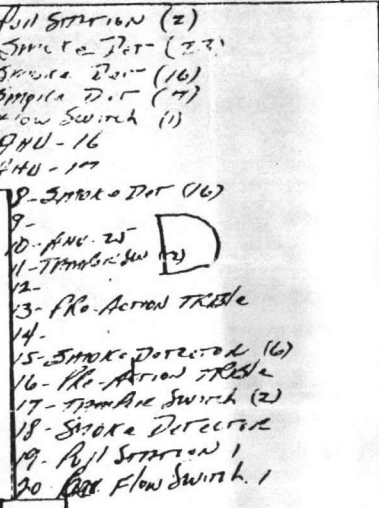 Pull Station (2)
Smoke Det (22)
Smoke Det (16)
Smoke Det (7)
Flow Switch (1)
AHU - 16
AHU - 17
8 - Smoke Det (16)
9 -
10 - AHU 25
11 - Tamper Sw (2)
D
12 -
13 - PRE-Action TRBle
14 -
15 - Smoke Detector (6)
16 - Pre-Action TRBle
17 - Tamper Switch (2)
18 - Smoke Detector
19 - Pull Station 1
20 Flow Switch 1